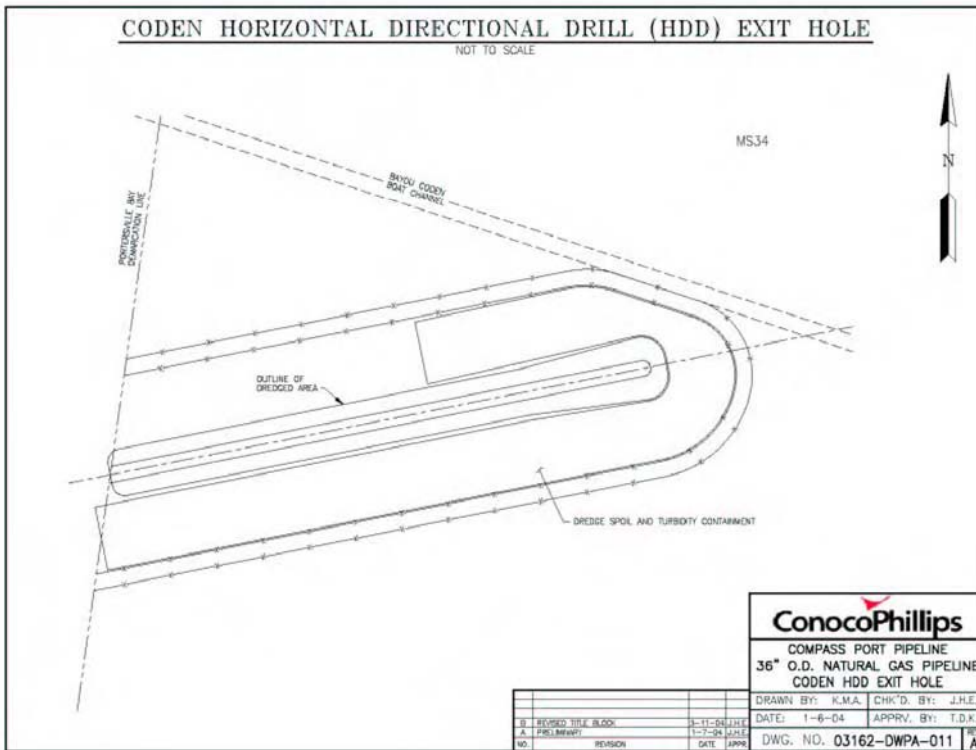 CODEN HORIZONTAL DIRECTIONAL DRILL (HDD) EXIT HOLE
NOT TO SCALE
MS34
N
BAYOU CODEN
BOAT CHANNEL
PORTERSVILLE BAY
DEMARCATION LINE
OUTLINE OF
DREDGED AREA
DREDGE SPOIL AND TURBIDITY CONTAINMENT
ConocoPhillips
COMPASS PORT PIPELINE
36" O.D. NATURAL GAS PIPELINE
CODEN HDD EXIT HOLE
DRAWN BY: K.M.A. CHK'D. BY: J.H.E.
DATE: 1-6-04 APPRV. BY: T.D.K.
DWG. NO. 03162-DWPA-011
B REVISED TITLE BLOCK 3-11-04 J.H.E.
A PRELIMINARY 1-7-04 J.H.E.
NO. REVISION DATE APPR.